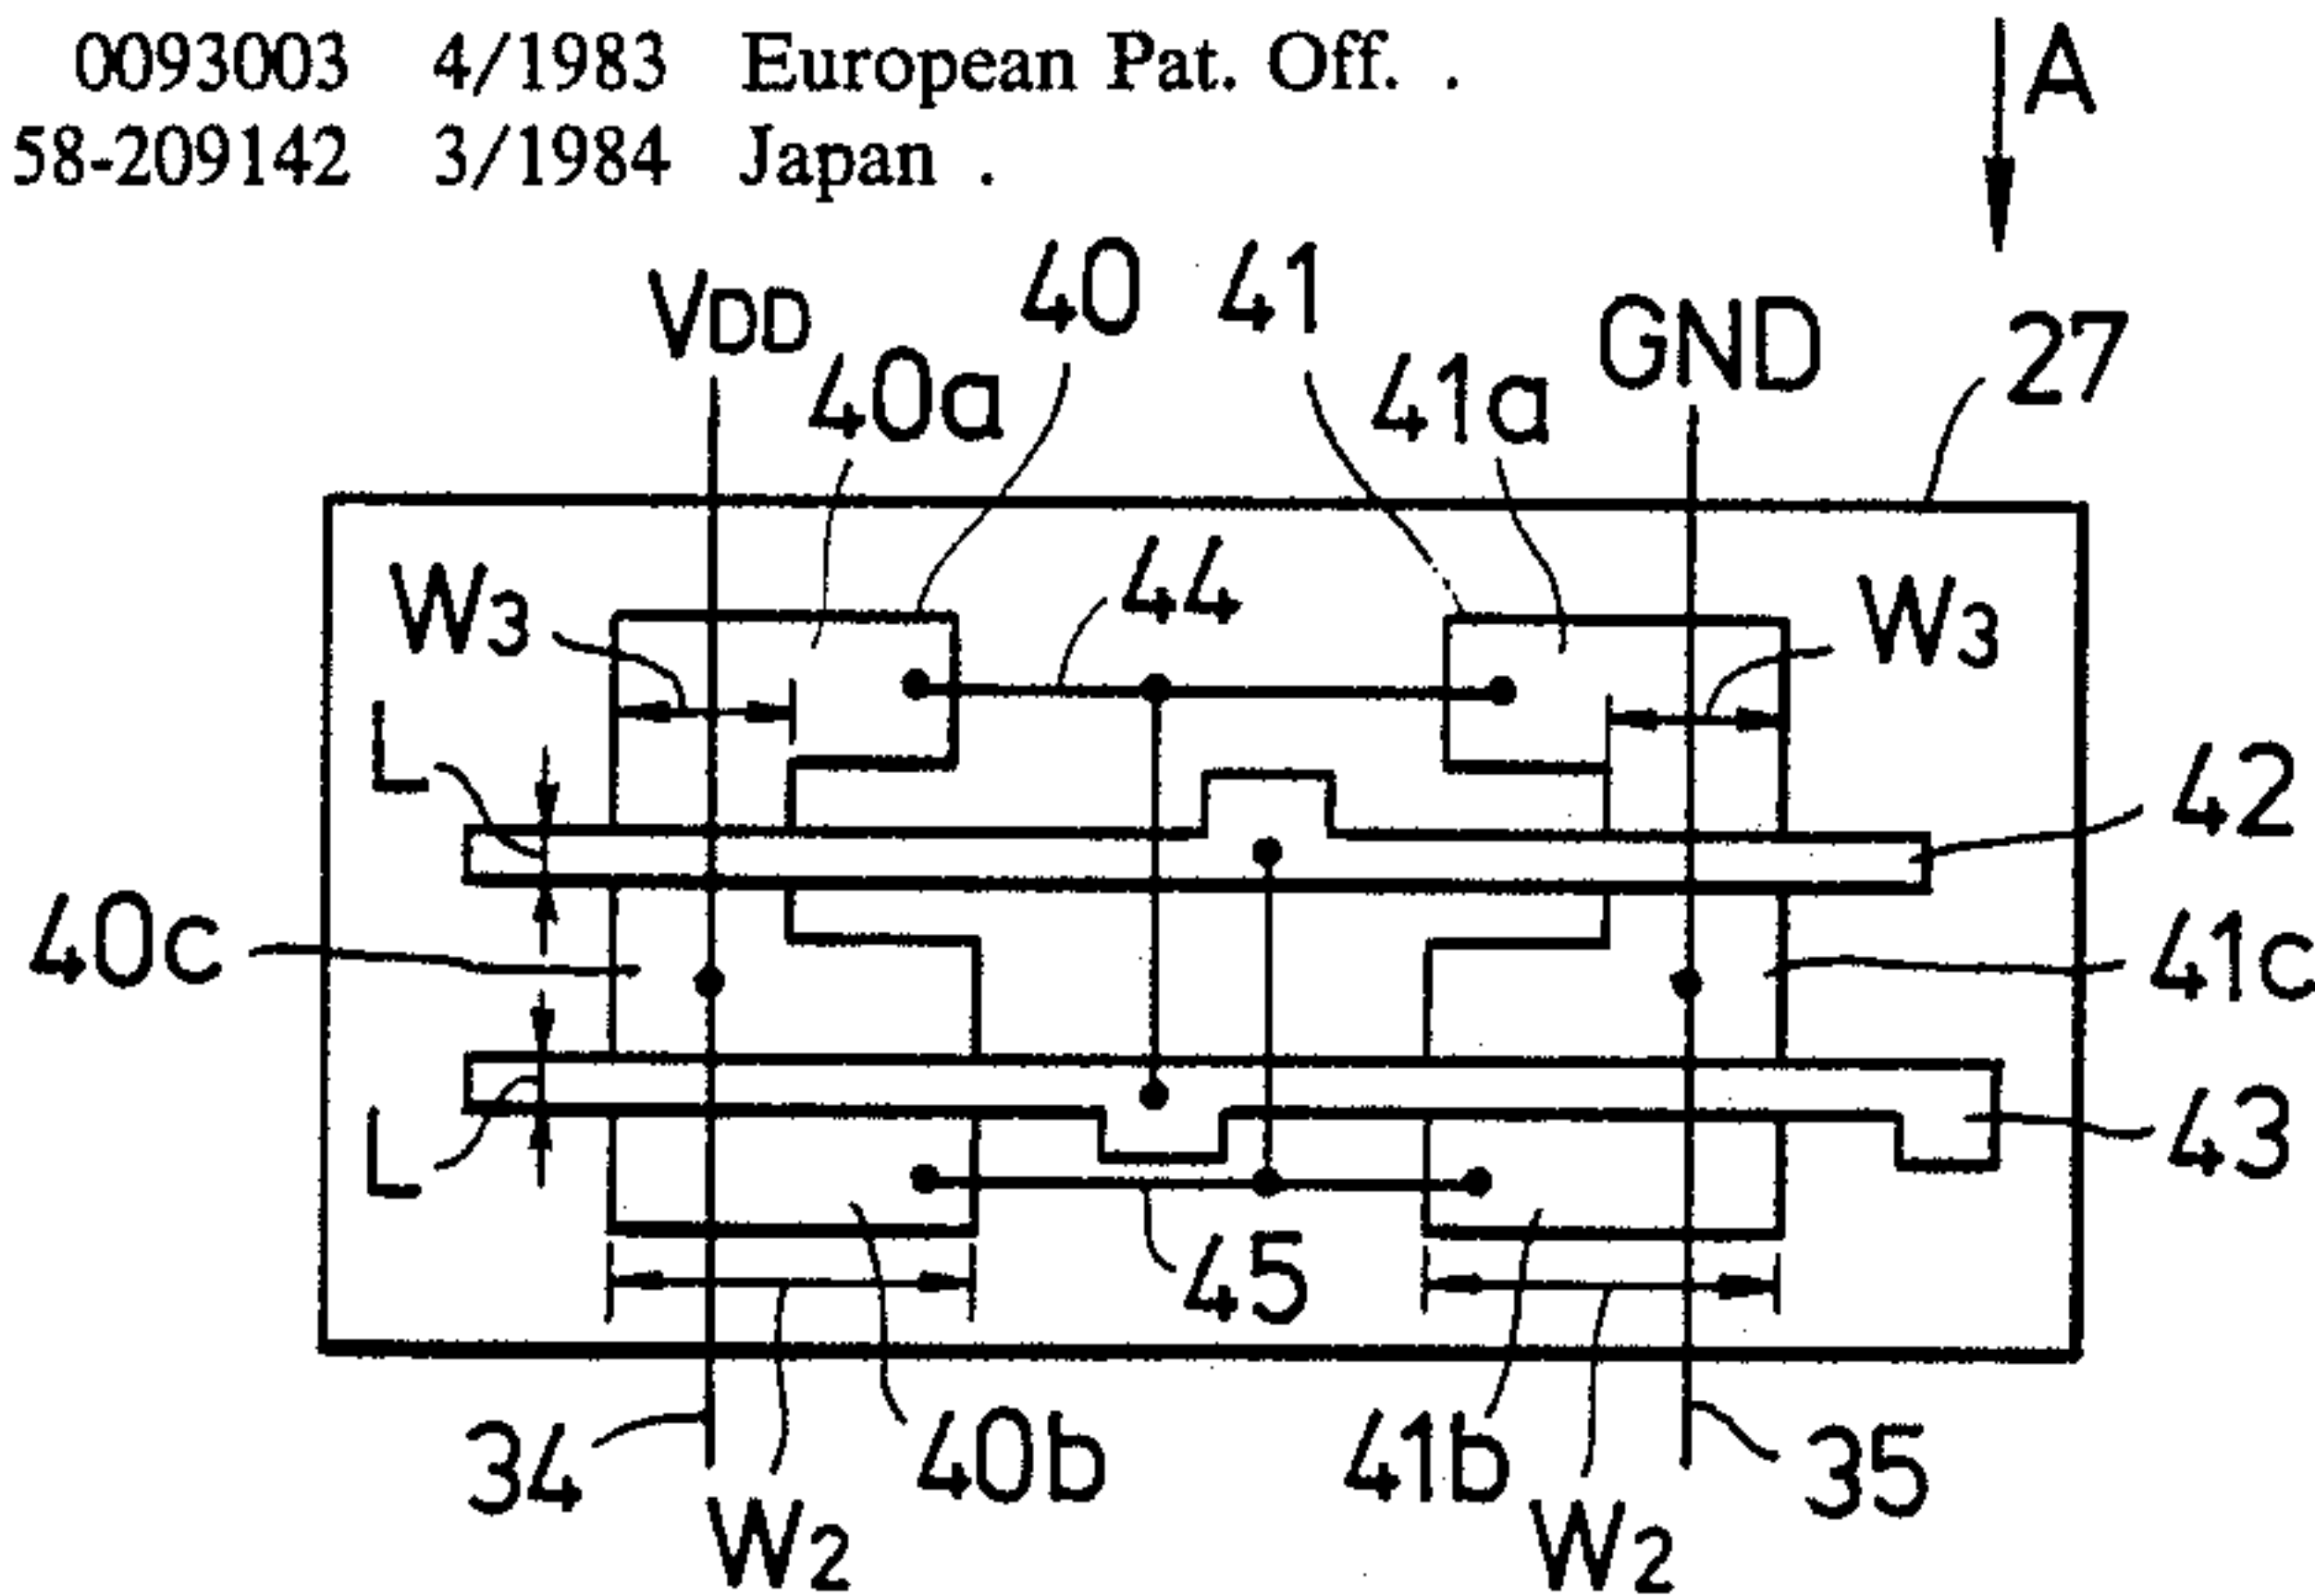 0093003 4/1983 European Pat. Off. .
58-209142 3/1984 Japan .
A
VDD
40
41
GND
27
40a
41a
W3
44
W3
L
42
40c
41c
L
43
45
34
40b
41b
35
W2
W2